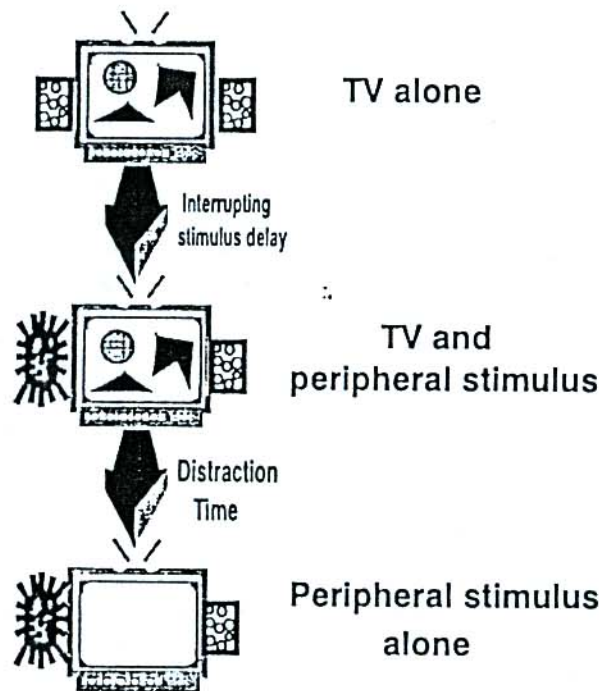 TV alone
Interrupting
stimulus delay
TV and
peripheral stimulus
Distraction
Time
Peripheral stimulus
alone